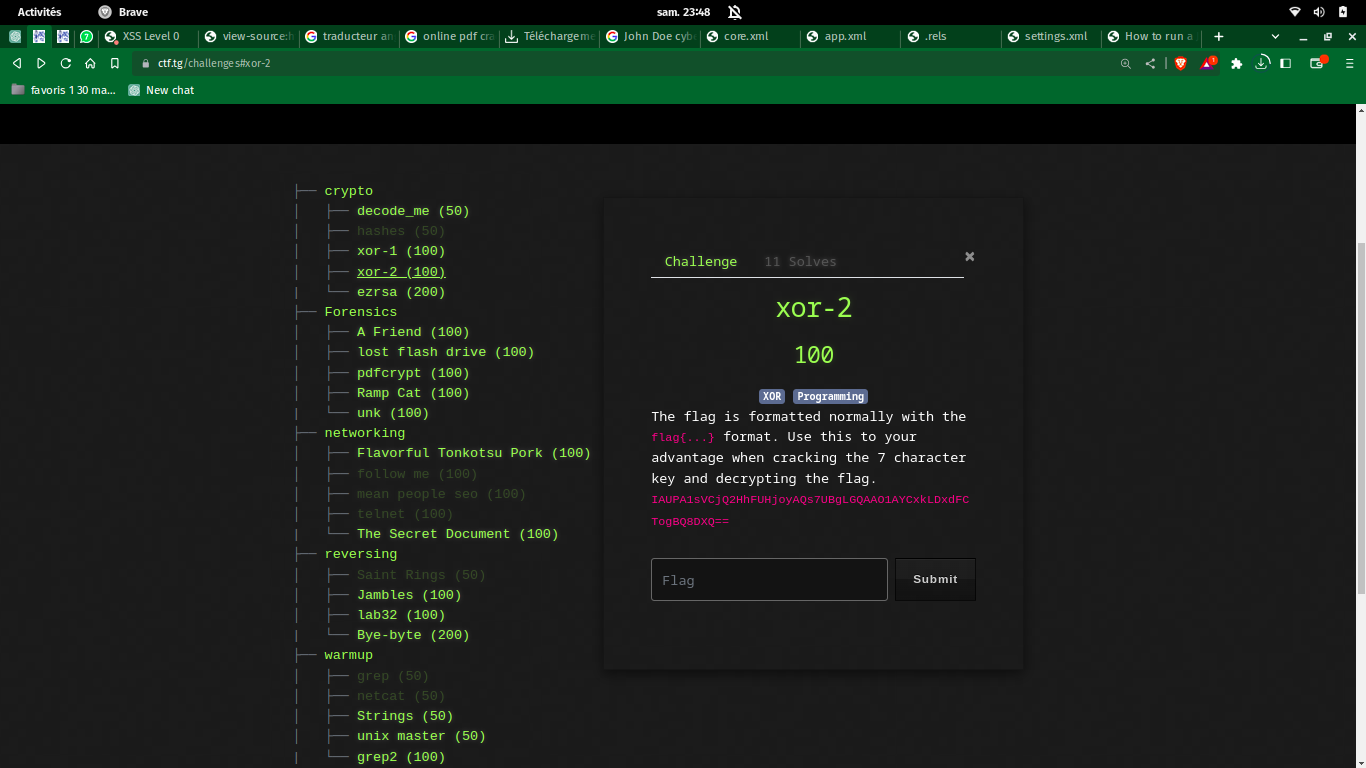 Activités
Brave
sam. 23:48
XSS Level 0
view-source:h
traducteur an
online pdf cra
Téléchargeme
John Doe cyb
core.xml
app.xml
.rels
settings.xml
How to run a
ctf.tg/challenges#xor-2
1
favoris 1 30 ma...
New chat
crypto
decode_me (50)
hashes (50)
xor-1 (100)
xor-2 (100)
ezrsa (200)
Forensics
A Friend (100)
lost flash drive (100)
pdfcrypt (100)
Ramp Cat (100)
unk (100)
networking
Flavorful Tonkotsu Pork (100)
follow me (100)
mean people seo (100)
telnet (100)
The Secret Document (100)
reversing
Saint Rings (50)
Jambles (100)
lab32 (100)
Bye-byte (200)
warmup
grep (50)
netcat (50)
Strings (50)
unix master (50)
grep2 (100)
Challenge
11 Solves
×
xor-2
100
XOR Programming
The flag is formatted normally with the
flag{...} format. Use this to your
advantage when cracking the 7 character
key and decrypting the flag.
IAUPA1sVCjQ2HhFUHjoyAQs7UBgLGQAAO1AYCxkLDxdFC
TogBQ8DXQ==
Flag
Submit